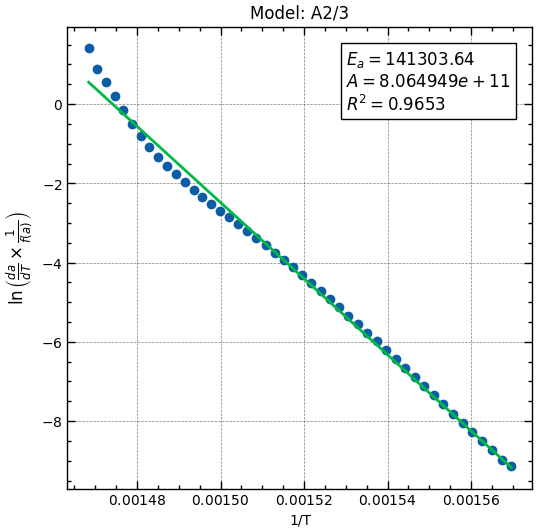 Model: A2/3
E_a = 141303.64
A = 8.064949e + 11
R^2 = 0.9653
0
−2
−4
−6
−8
ln(da/dT × 1/f(a))
0.00148 0.00150 0.00152 0.00154 0.00156
1/T